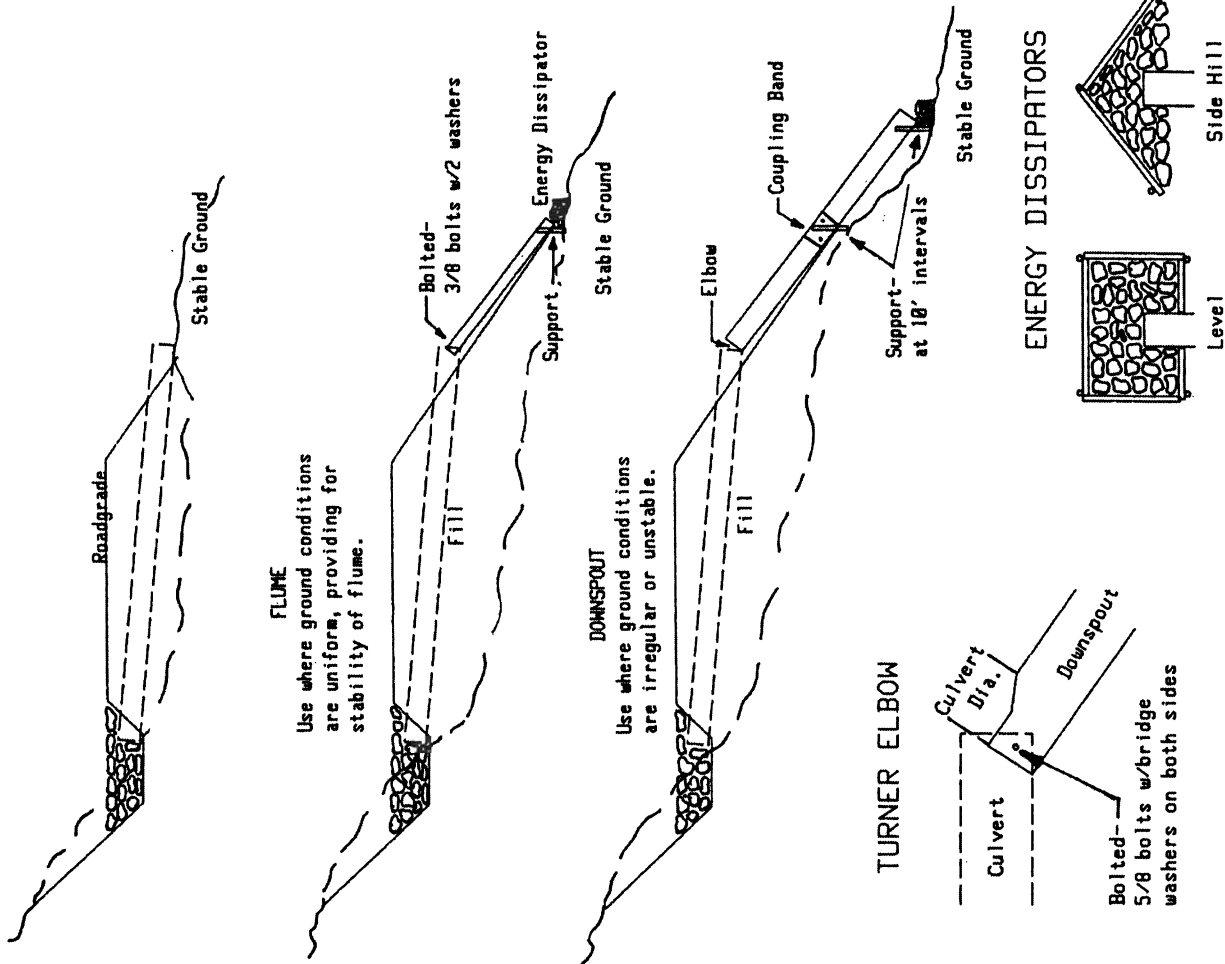 Roadgrade
Stable Ground
FLUME
Use where ground conditions
are uniform, providing for
stability of flume.
Bolted-
3/8 bolts w/2 washers
Energy Dissipator
Support
Stable Ground
Fill
DOWNSPOUT
Use where ground conditions
are irregular or unstable.
Elbow
Coupling Band
Fill
Support-
at 10' intervals
Stable Ground
TURNER ELBOW
Culvert
Dia.
Culvert
Downspout
Bolted--
5/8 bolts w/bridge
washers on both sides
ENERGY DISSIPATORS
Level
Side Hill